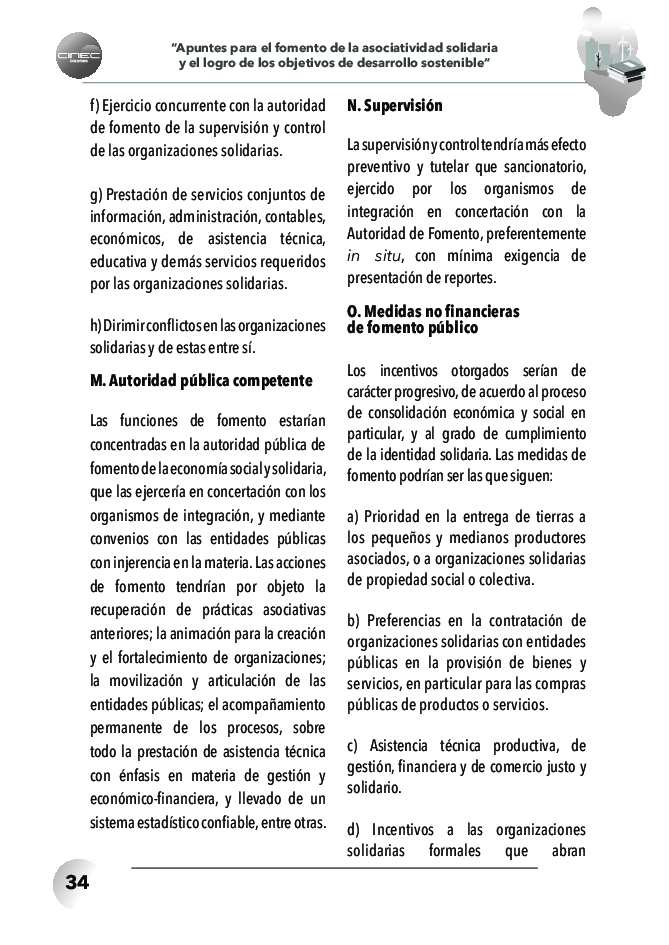 CINEC
COLOMBIA
“Apuntes para el fomento de la asociatividad solidaria
y el logro de los objetivos de desarrollo sostenible”
f) Ejercicio concurrente con la autoridad
de fomento de la supervisión y control
de las organizaciones solidarias.
g) Prestación de servicios conjuntos de
información, administración, contables,
económicos, de asistencia técnica,
educativa y demás servicios requeridos
por las organizaciones solidarias.
h) Dirimir conflictos en las organizaciones
solidarias y de estas entre sí.
M. Autoridad pública competente
Las funciones de fomento estarían
concentradas en la autoridad pública de
fomento de la economía social y solidaria,
que las ejercería en concertación con los
organismos de integración, y mediante
convenios con las entidades públicas
con injerencia en la materia. Las acciones
de fomento tendrían por objeto la
recuperación de prácticas asociativas
anteriores; la animación para la creación
y el fortalecimiento de organizaciones;
la movilización y articulación de las
entidades públicas; el acompañamiento
permanente de los procesos, sobre
todo la prestación de asistencia técnica
con énfasis en materia de gestión y
económico-financiera, y llevado de un
sistema estadístico confiable, entre otras.
N. Supervisión
La supervisión y control tendría más efecto
preventivo y tutelar que sancionatorio,
ejercido por los organismos de
integración en concertación con la
Autoridad de Fomento, preferentemente
in situ, con mínima exigencia de
presentación de reportes.
O. Medidas no financieras
de fomento público
Los incentivos otorgados serían de
carácter progresivo, de acuerdo al proceso
de consolidación económica y social en
particular, y al grado de cumplimiento
de la identidad solidaria. Las medidas de
fomento podrían ser las que siguen:
a) Prioridad en la entrega de tierras a
los pequeños y medianos productores
asociados, o a organizaciones solidarias
de propiedad social o colectiva.
b) Preferencias en la contratación de
organizaciones solidarias con entidades
públicas en la provisión de bienes y
servicios, en particular para las compras
públicas de productos o servicios.
c) Asistencia técnica productiva, de
gestión, financiera y de comercio justo y
solidario.
d) Incentivos a las organizaciones
solidarias formales que abran
34